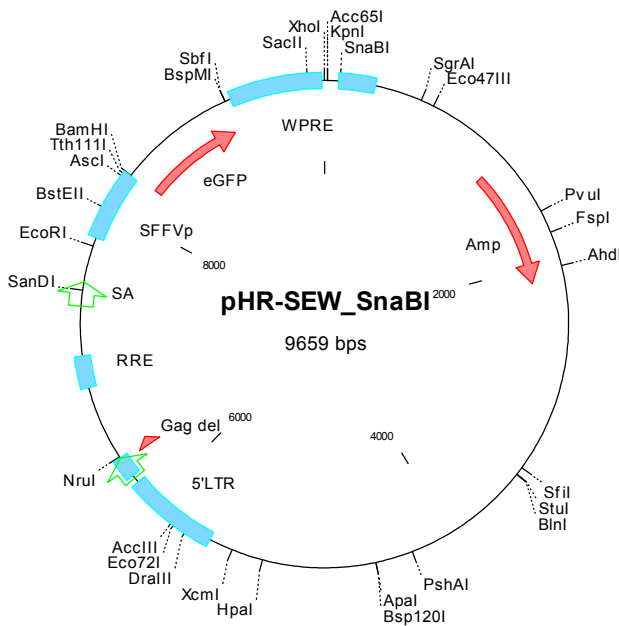 Acc65I
XhoI
KpnI
SacII
SnaBI
SbfI
BspMI
SgrAI
Eco47III
WPRE
BamHI
Tth111I
AscI
eGFP
BstEII
PvuI
FspI
SFFVp
EcoRI
Amp
AhdI
8000
SanDI
SA
2000
pHR-SEW_SnaBI
9659 bps
RRE
Gag del
6000
4000
NruI
5'LTR
SfiI
StuI
BlnI
AccIII
Eco72I
DraIII
PshAI
XcmI
HpaI
ApaI
Bsp120I